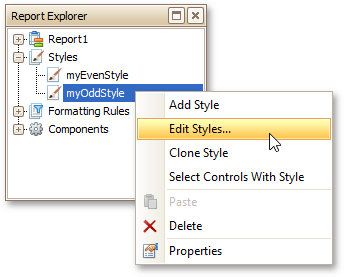 Report Explorer
Report1
Styles
myEvenStyle
myOddStyle
Formatting Rules
Components
Add Style
Edit Styles...
Clone Style
Select Controls With Style
Paste
Delete
Properties